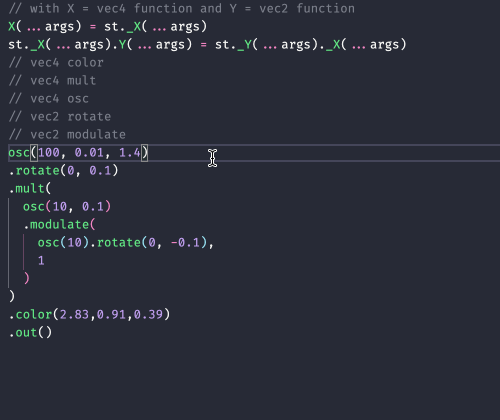 // with X = vec4 function and Y = vec2 function
X( ... args) = st._X( ... args)
st._X( ... args).Y( ... args) = st._Y( ... args)._X( ... args)
// vec4 color
// vec4 mult
// vec4 osc
// vec2 rotate
// vec2 modulate
osc(100, 0.01, 1.4)
.rotate(0, 0.1)
.mult(
  osc(10, 0.1)
  .modulate(
    osc(10).rotate(0, -0.1),
    1
  )
)
.color(2.83,0.91,0.39)
.out()